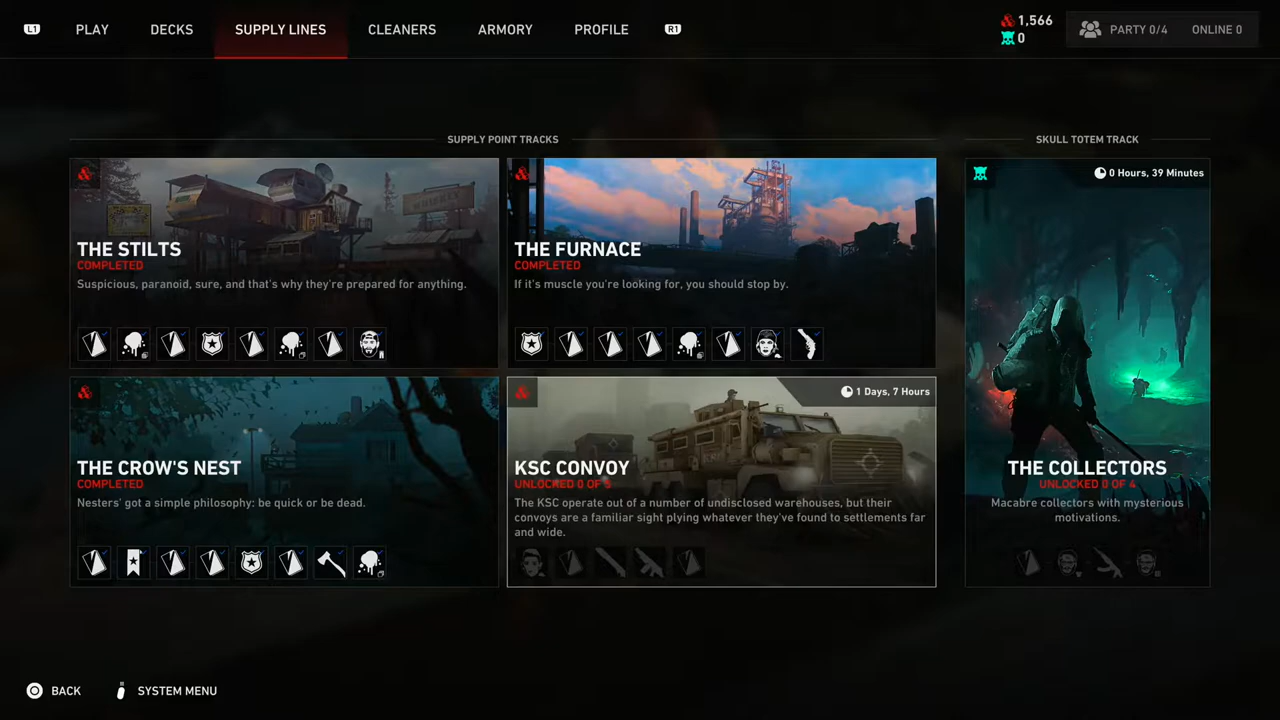 L1 PLAY DECKS SUPPLY LINES CLEANERS ARMORY PROFILE R1
1,566
0
PARTY 0/4 ONLINE 0
SUPPLY POINT TRACKS
SKULL TOTEM TRACK
THE STILTS
COMPLETED
Suspicious, paranoid, sure, and that's why they're prepared for anything.
THE FURNACE
COMPLETED
If it's muscle you're looking for, you should stop by.
THE CROW'S NEST
COMPLETED
Nesters' got a simple philosophy: be quick or be dead.
1 Days, 7 Hours
KSC CONVOY
UNLOCKED 0 OF 5
The KSC operate out of a number of undisclosed warehouses, but their
convoys are a familiar sight plying whatever they've found to settlements far
and wide.
0 Hours, 39 Minutes
THE COLLECTORS
UNLOCKED 0 OF 4
Macabre collectors with mysterious
motivations.
BACK
SYSTEM MENU